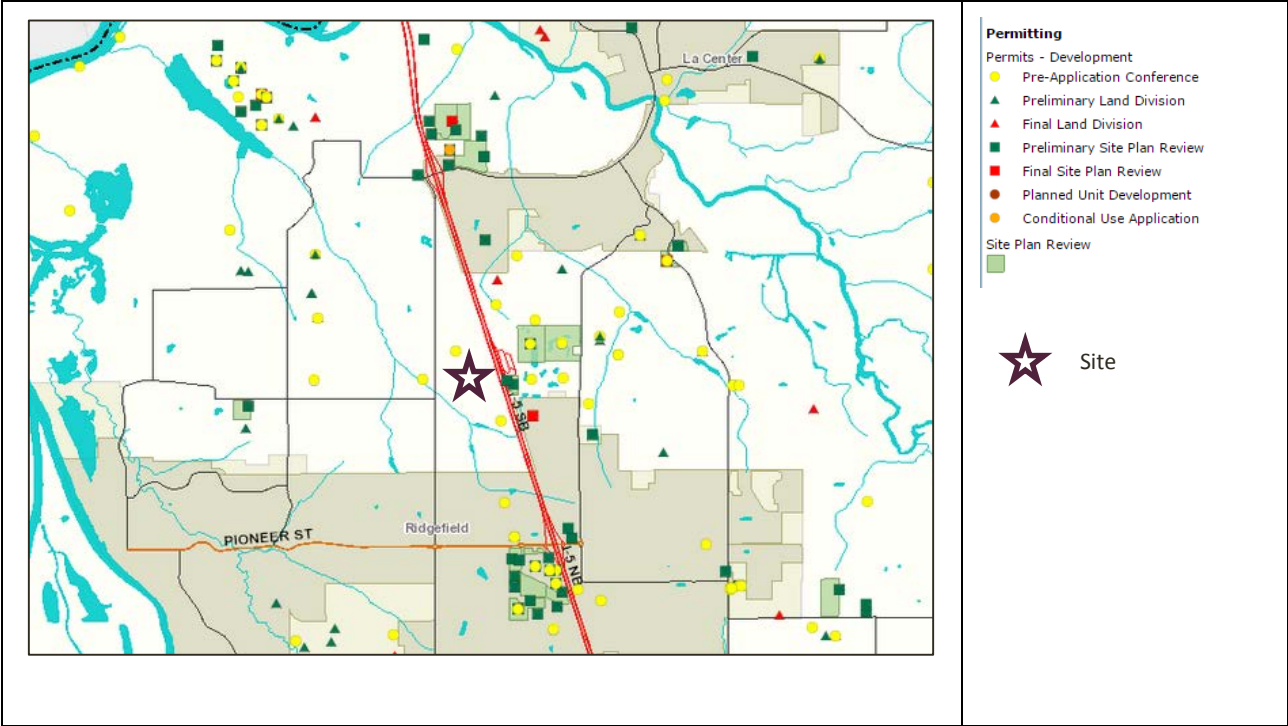 La Center
-5 SB
Ridgefield
PIONEER ST
I-5 NB
Permitting
Permits - Development
Pre-Application Conference
Preliminary Land Division
Final Land Division
Preliminary Site Plan Review
Final Site Plan Review
Planned Unit Development
Conditional Use Application
Site Plan Review
Site